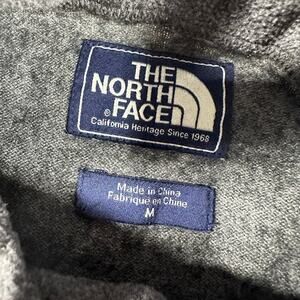 THE
NORTH
FACE
®
California Heritage Since 1968
Made in China
Fabriqué en Chine
M